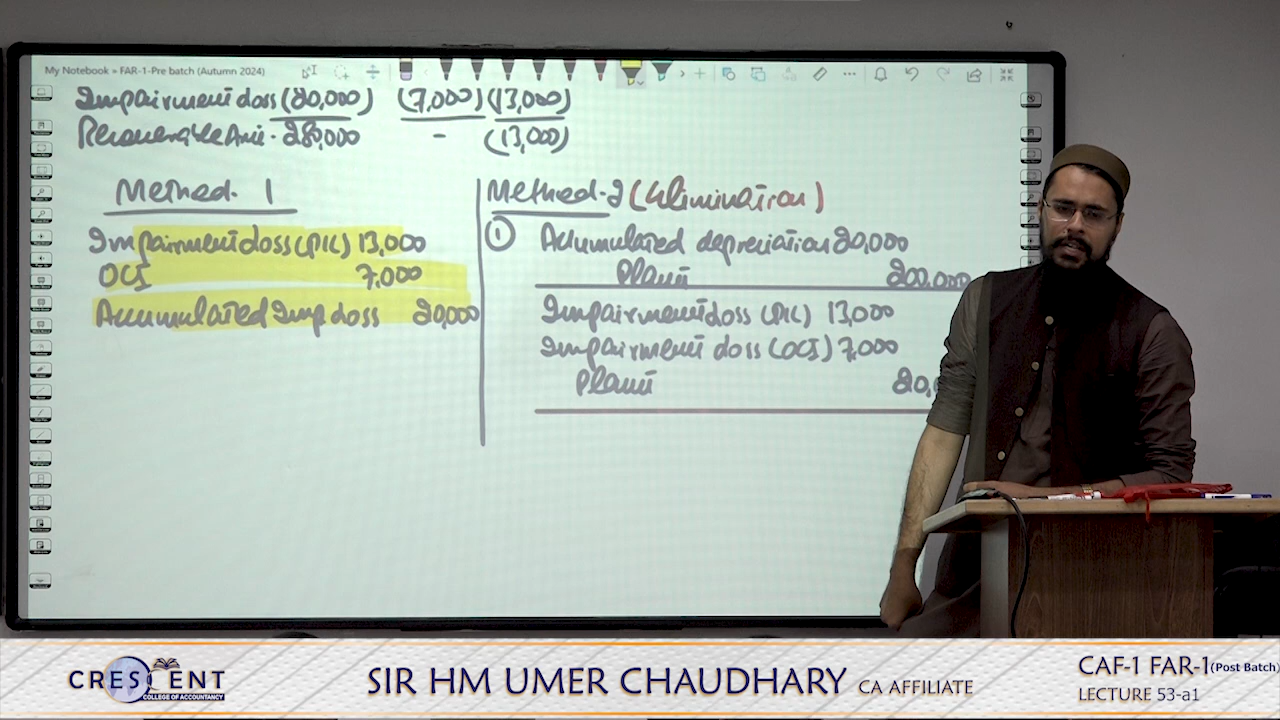 My Notebook » FAR-1-Pre batch (Autumn 2024)
Impairment loss (20,000) (7,000) (13,000)
Recoverable Am. 280,000 - (13,000)
Method- 1
Impairment loss (P/L) 13,000
OCI 7,000
Accumulated Imp loss 20,000
Method-2 (Elimination)
1 Accumulated depreciation 20,000
Plant 200,000
Impairment loss (P/L) 13,000
Impairment loss (OCI) 7,000
Plant 20,
CRESCENT
COLLEGE OF ACCOUNTANCY
SIR HM UMER CHAUDHARY CA AFFILIATE
CAF-1 FAR-1 (Post Batch)
LECTURE 53-a1